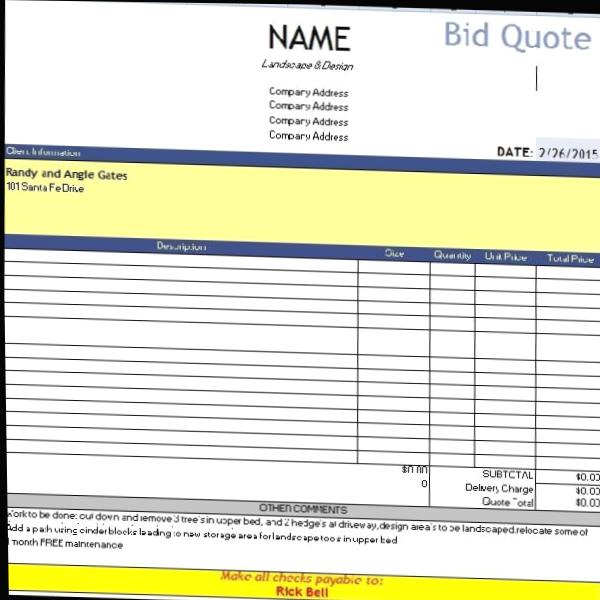 NAME
Bid Quote
Landscape & Design
Company Address
Company Address
Company Address
Company Address
DATE: 2/26/2015
Client Information
Randy and Angle Gates
101 Santa Fe Drive
Description Size Quantity Unit Price Total Price
$0.00 SUBTOTAL $0.00
0 Delivery Charge $0.00
Quote Total $0.00
OTHER COMMENTS
Work to be done: cut down and remove 3 tree's in upper bed, and 2 hedge's at driveway, design area's to be landscaped, relocate some of
Add a path using cinder blocks leading to new storage area for landscape tools in upper bed
1 month FREE maintenance
Make all checks payable to:
Rick Bell